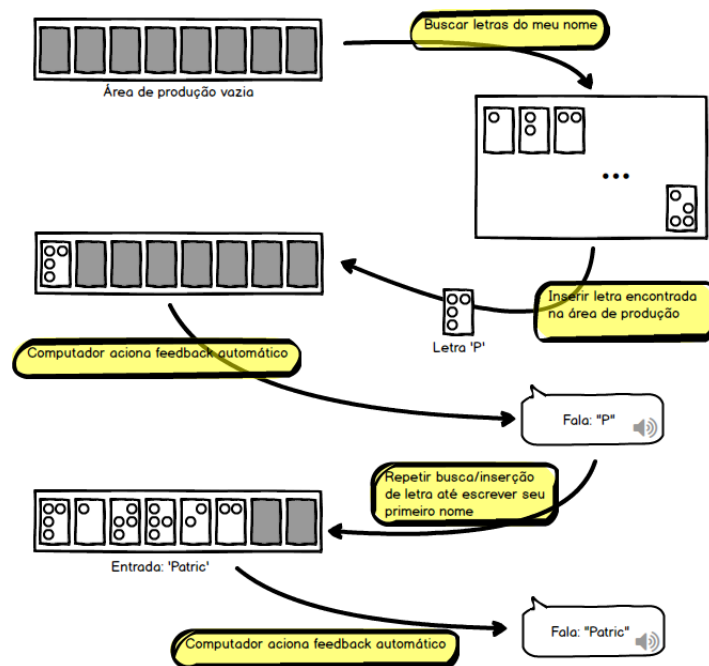 Buscar letras do meu nome
Área de produção vazia
...
Inserir letra encontrada
na área de produção
Letra 'P'
Computador aciona feedback automático
Fala: "P"
Repetir busca/inserção
de letra até escrever seu
primeiro nome
Entrada: 'Patric'
Fala: "Patric"
Computador aciona feedback automático